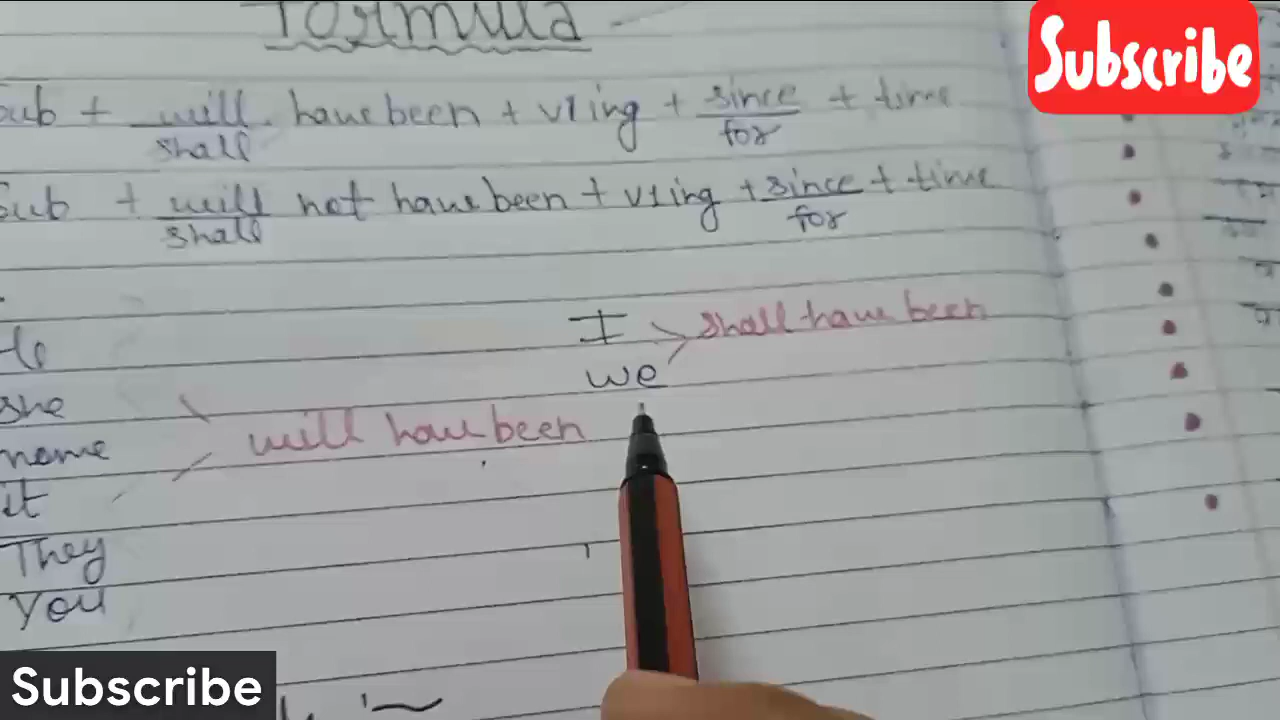 Formula
Subscribe
Sub + will/shall have been + v1 ing + since/for + time
Sub + will/shall not have been + v1 ing + since/for + time
He
I
shall have been
she
we
name
will have been
it
They
You
Subscribe